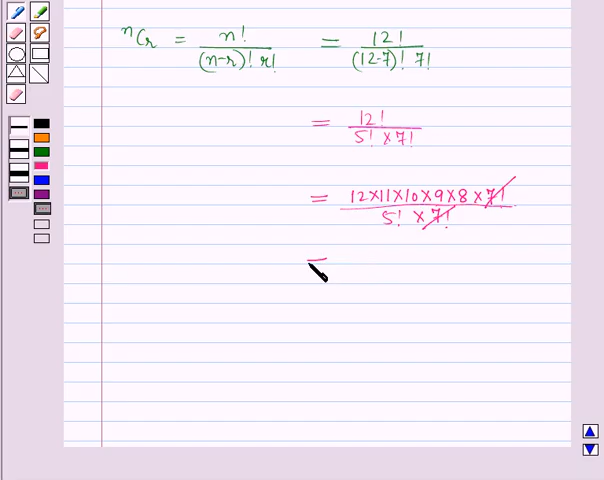 ⁿCr = n! / (n-r)! r! = 12! / (12-7)! 7!
= 12! / 5! × 7!
= 12×11×10×9×8×7! / 5! × 7!
=